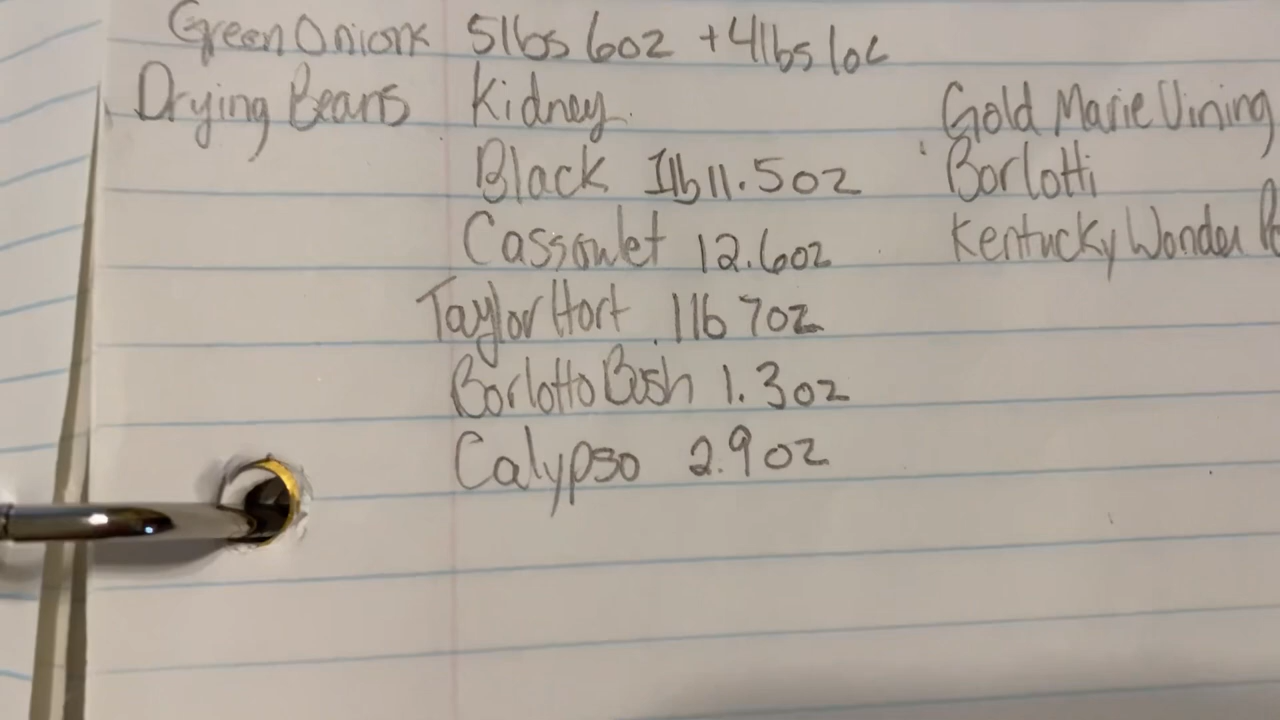 Green Onions 5lbs 6oz + 4lbs 1oz
Drying Beans Kidney Gold Marie Vining
Black 1lb 11.5oz Borlotti
Cassoulet 12.6oz Kentucky Wonder
Taylor Hort 1lb 7oz
Borlotto Bush 1.3oz
Calypso 2.9oz